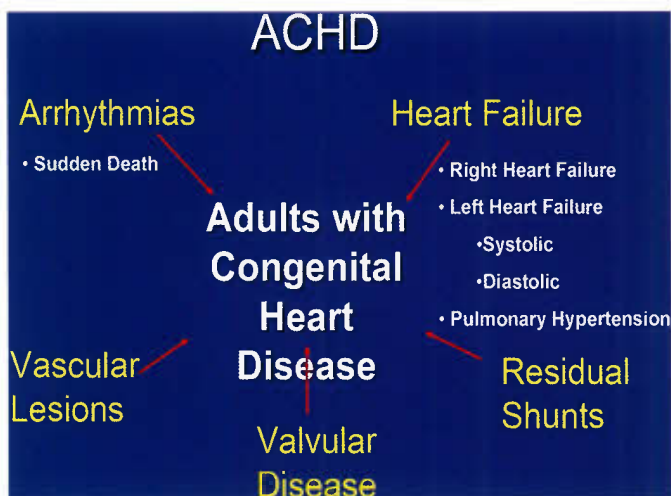 ACHD
Arrhythmias
• Sudden Death
Heart Failure
• Right Heart Failure
• Left Heart Failure
•Systolic
•Diastolic
• Pulmonary Hypertension
Adults with
Congenital
Heart
Disease
Vascular
Lesions
Valvular
Disease
Residual
Shunts